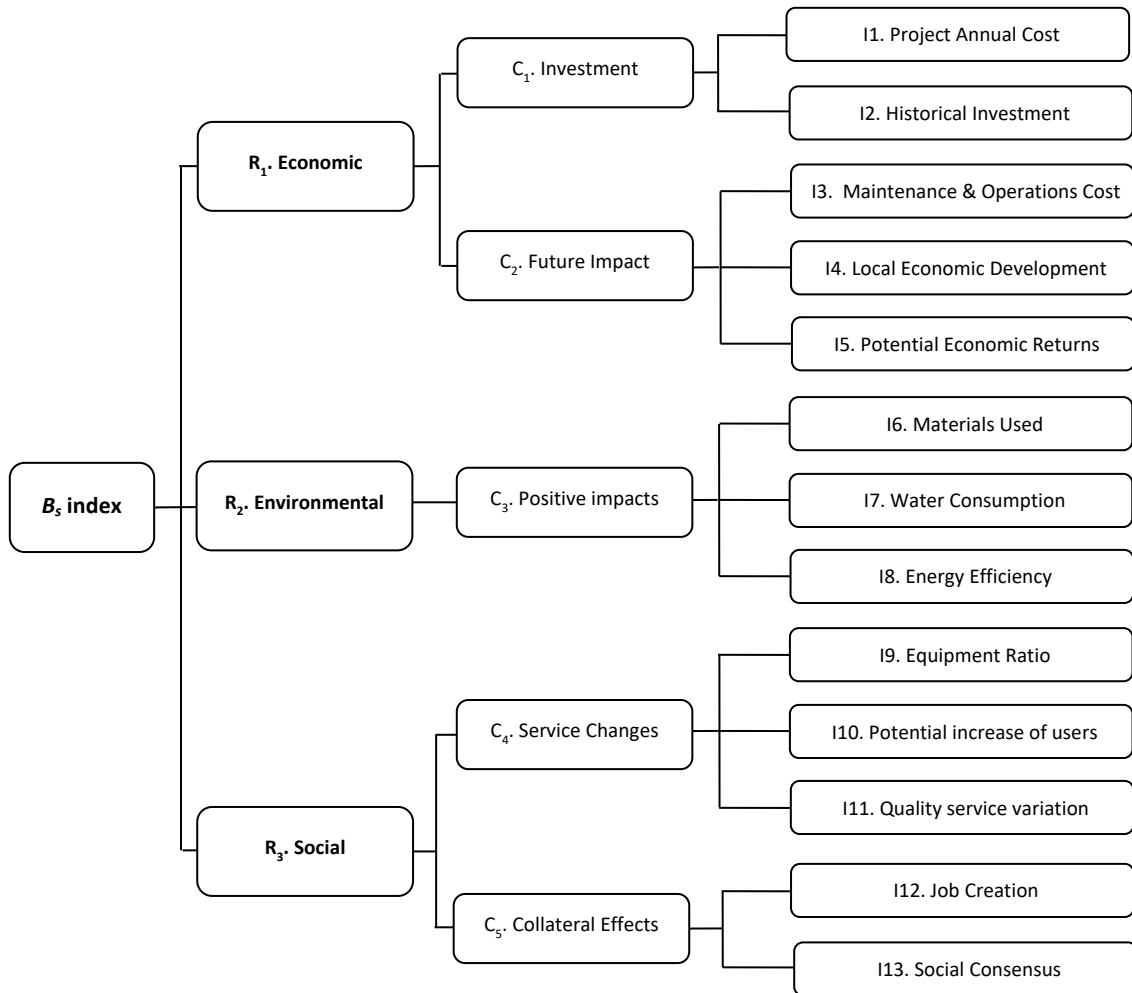 C₁. Investment
I1. Project Annual Cost
I2. Historical Investment
R₁. Economic
C₂. Future Impact
I3.  Maintenance & Operations Cost
I4. Local Economic Development
I5. Potential Economic Returns
Bₛ index
R₂. Environmental
C₃. Positive impacts
I6. Materials Used
I7. Water Consumption
I8. Energy Efficiency
R₃. Social
C₄. Service Changes
I9. Equipment Ratio
I10. Potential increase of users
I11. Quality service variation
C₅. Collateral Effects
I12. Job Creation
I13. Social Consensus